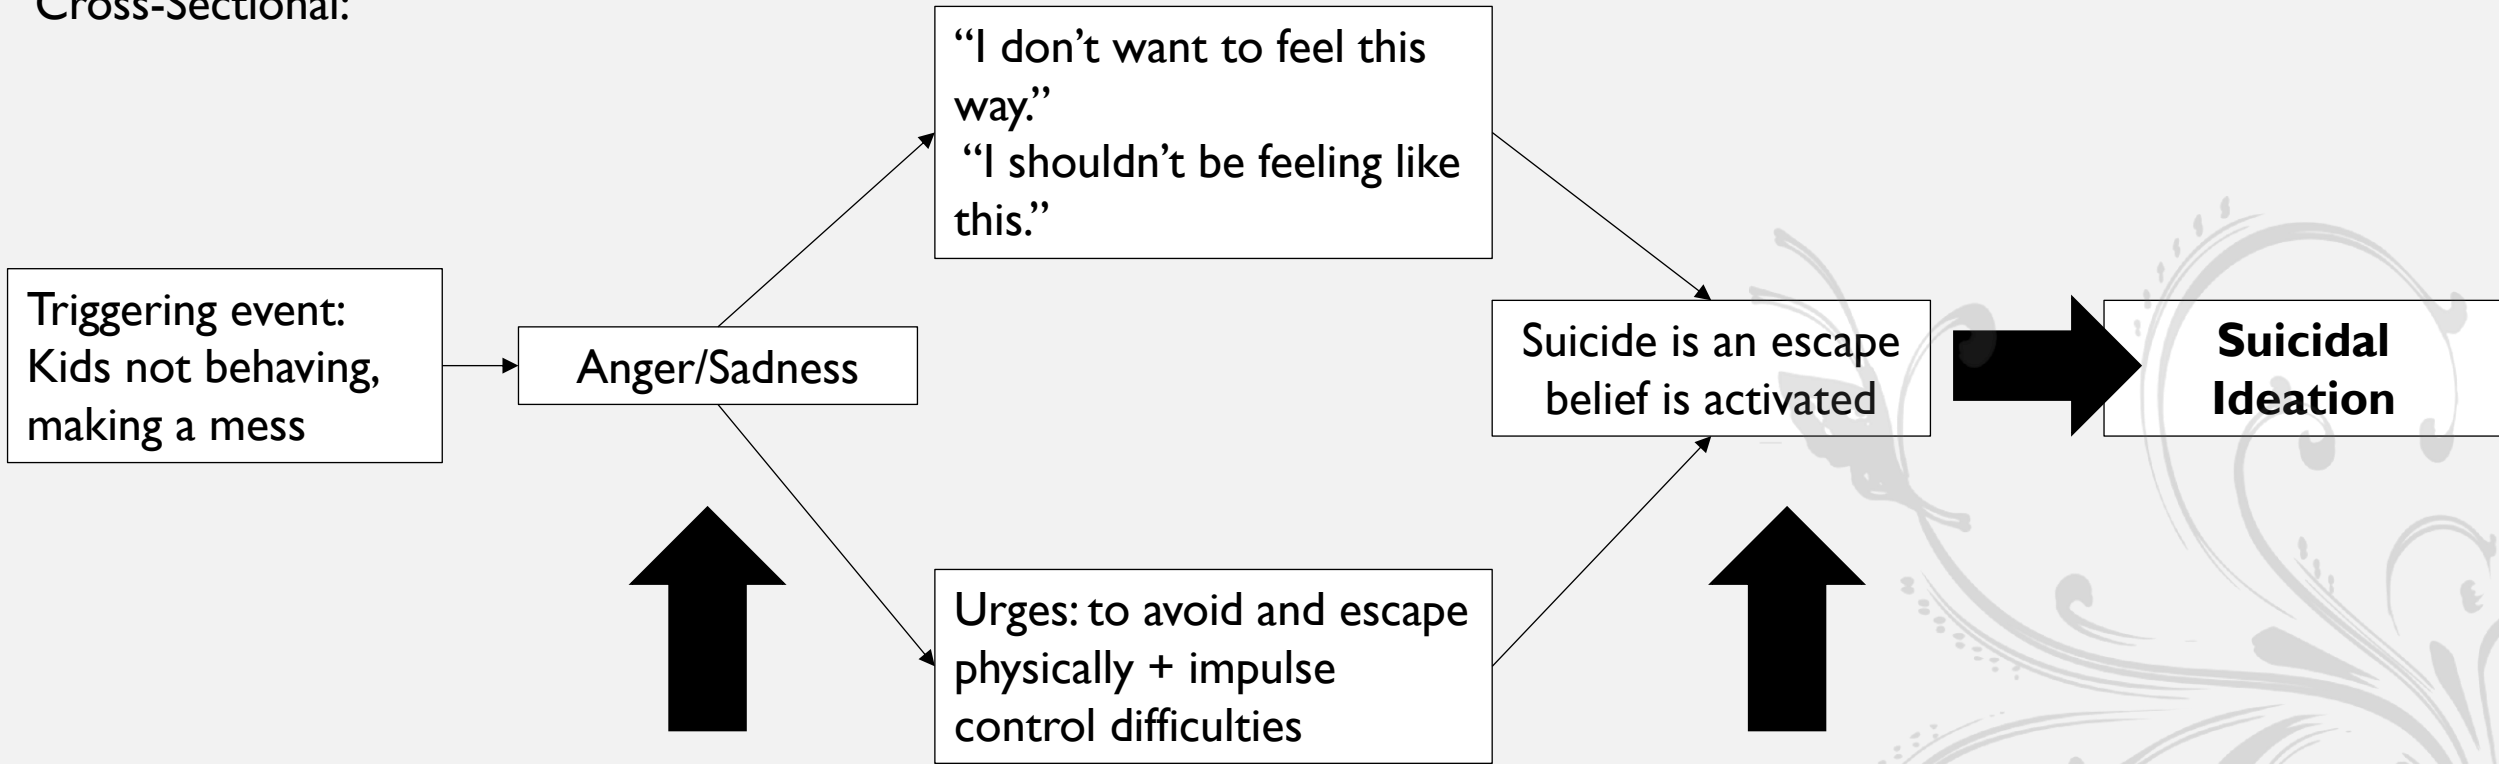 Cross-Sectional:
“I don’t want to feel this
way.”
“I shouldn’t be feeling like
this.”
Triggering event:
Kids not behaving,
making a mess
Anger/Sadness
Suicide is an escape
belief is activated
Suicidal
Ideation
Urges: to avoid and escape
physically + impulse
control difficulties